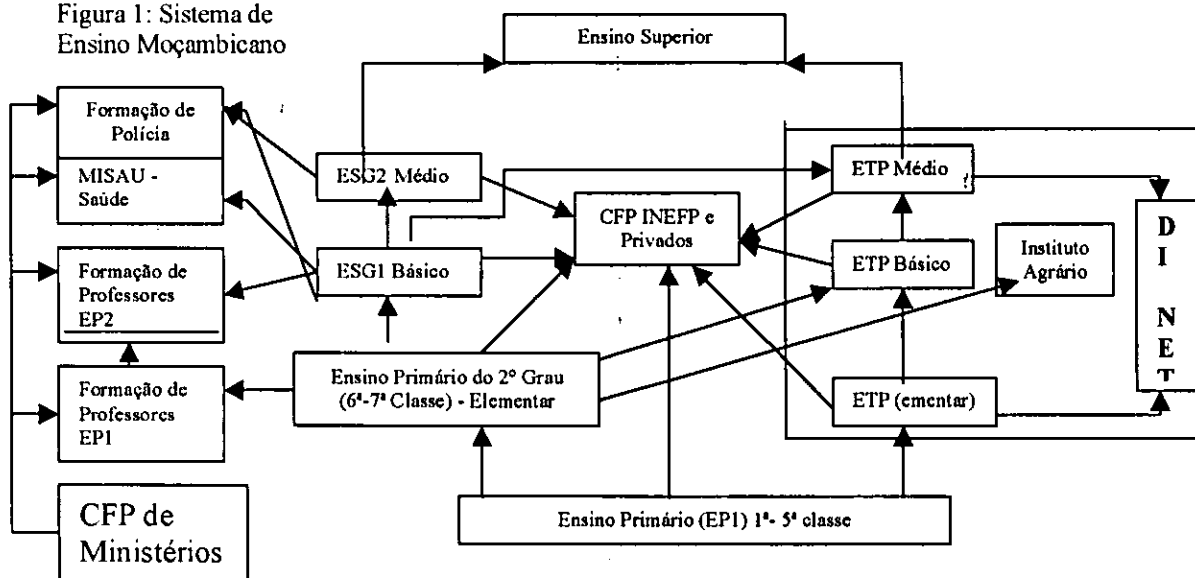 Figura 1: Sistema de
Ensino Moçambicano
Ensino Superior
Formação de
Polícia
MISAU -
Saúde
ESG2 Médio
ETP Médio
CFP INEFP e
Privados
D
I
N
E
T
Instituto
Agrário
Formação de
Professores
EP2
ESG1 Básico
ETP Básico
Ensino Primário do 2º Grau
(6ª-7ª Classe) - Elementar
Formação de
Professores
EP1
ETP (ementar)
CFP de
Ministérios
Ensino Primário (EP1) 1ª- 5ª classe